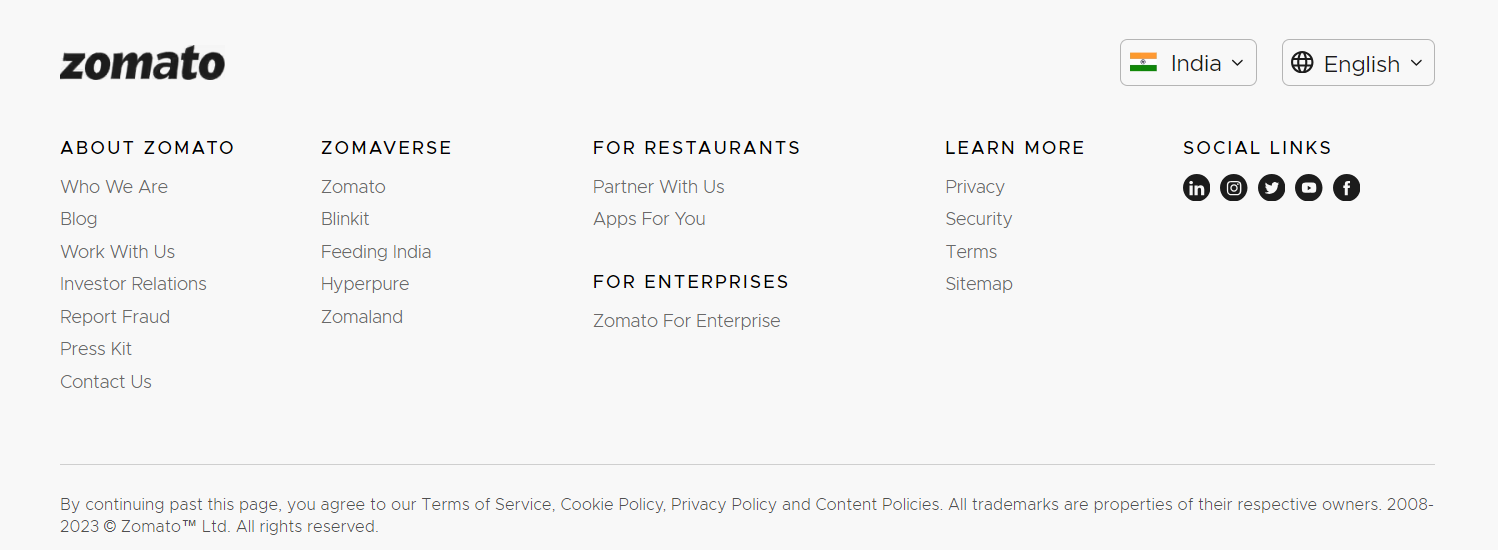 zomato
India
English
ABOUT ZOMATO
Who We Are
Blog
Work With Us
Investor Relations
Report Fraud
Press Kit
Contact Us
ZOMAVERSE
Zomato
Blinkit
Feeding India
Hyperpure
Zomaland
FOR RESTAURANTS
Partner With Us
Apps For You
FOR ENTERPRISES
Zomato For Enterprise
LEARN MORE
Privacy
Security
Terms
Sitemap
SOCIAL LINKS
in
f
By continuing past this page, you agree to our Terms of Service, Cookie Policy, Privacy Policy and Content Policies. All trademarks are properties of their respective owners. 2008-
2023 © Zomato™ Ltd. All rights reserved.